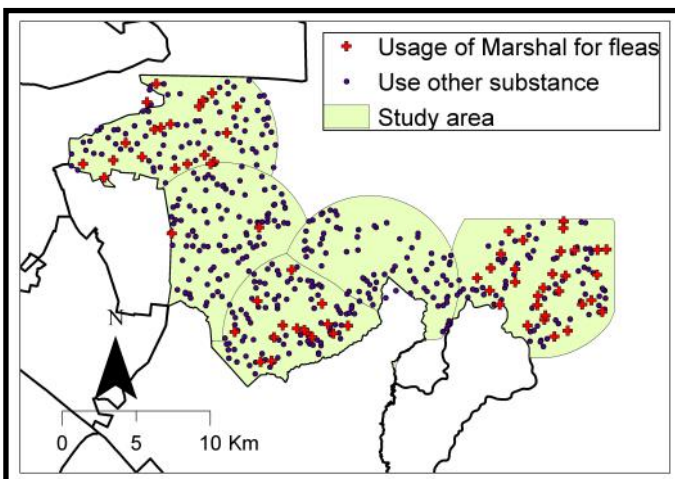 Usage of Marshal for fleas
Use other substance
Study area
N
0 5 10 Km